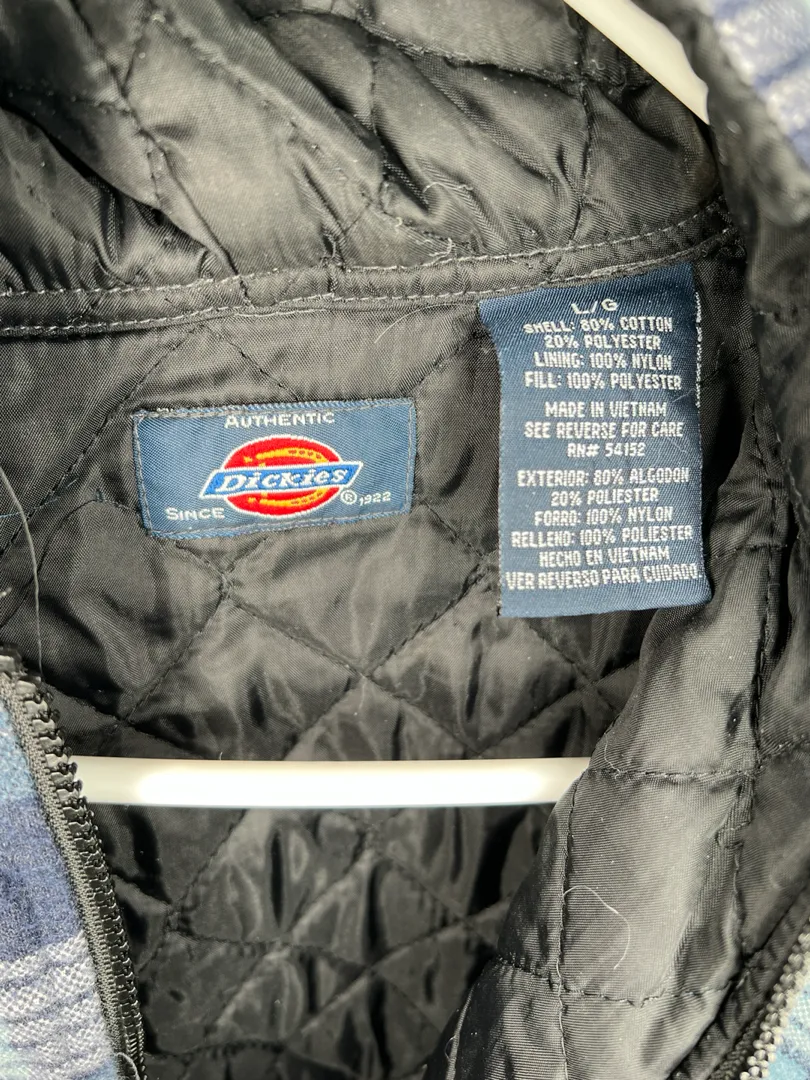 AUTHENTIC
Dickies
SINCE ® 1922
L/G
SHELL: 80% COTTON
20% POLYESTER
LINING: 100% NYLON
FILL: 100% POLYESTER
MADE IN VIETNAM
SEE REVERSE FOR CARE
RN# 54152
EXTERIOR: 80% ALGODON
20% POLIESTER
FORRO: 100% NYLON
RELLENO: 100% POLIESTER
HECHO EN VIETNAM
VER REVERSO PARA CUIDADO.